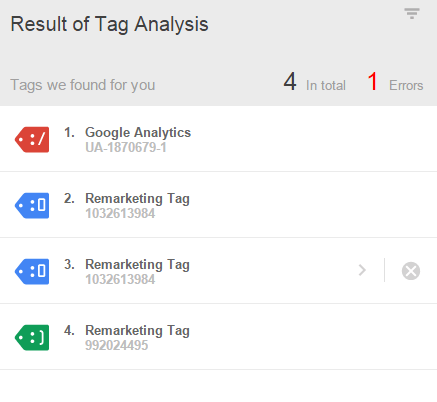 Result of Tag Analysis
Tags we found for you 4 In total 1 Errors
1. Google Analytics
UA-1870679-1
2. Remarketing Tag
1032613984
3. Remarketing Tag
1032613984
4. Remarketing Tag
992024495